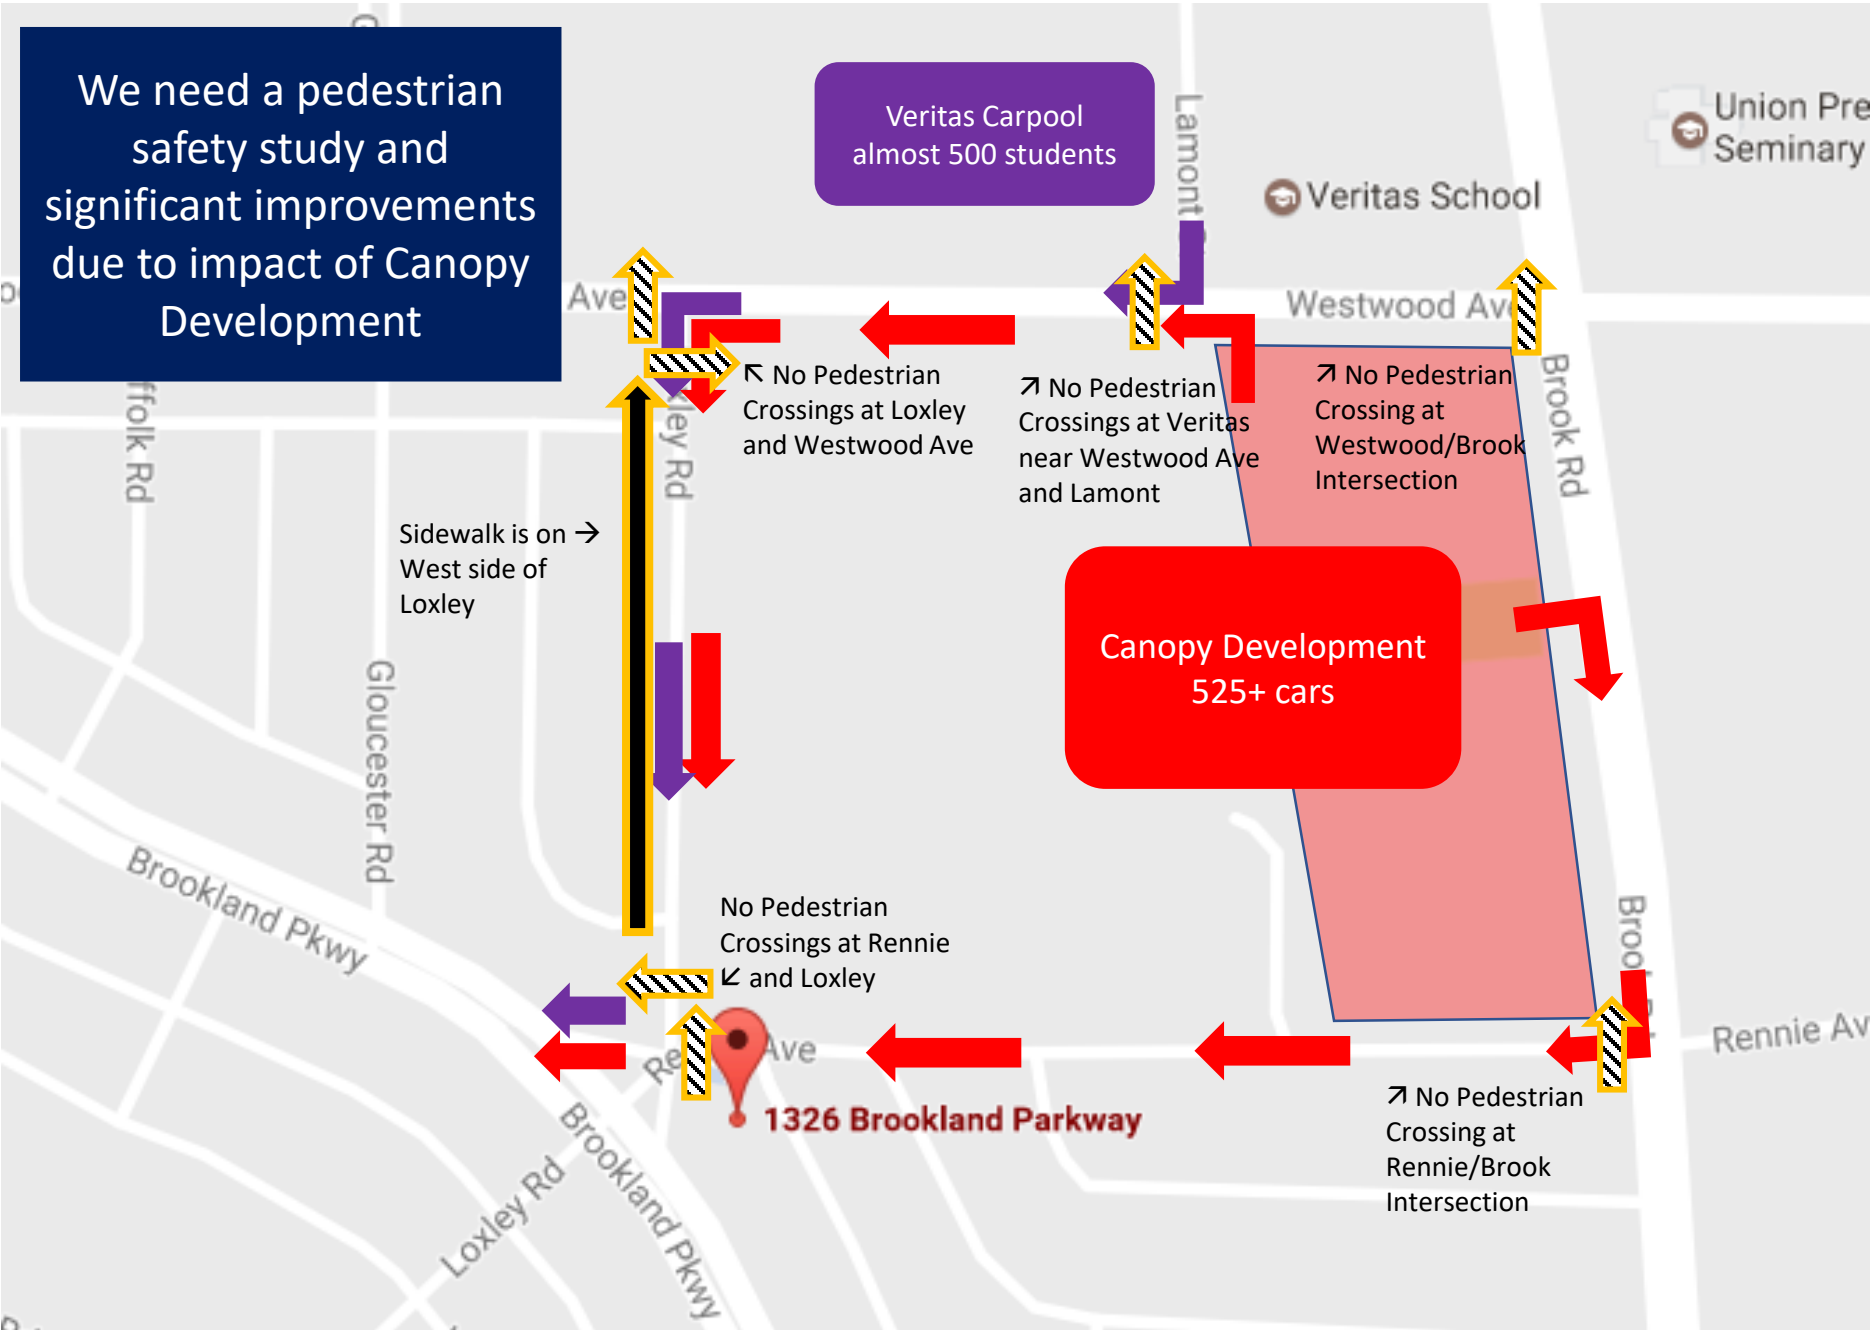 We need a pedestrian
safety study and
significant improvements
due to impact of Canopy
Development
Veritas Carpool
almost 500 students
Lamont
Union Pre
Seminary
Veritas School
Ave
Westwood Ave
↖ No Pedestrian
Crossings at Loxley
and Westwood Ave
↗ No Pedestrian
Crossings at Veritas
near Westwood Ave
and Lamont
↗ No Pedestrian
Crossing at
Westwood/Brook
Intersection
Brook Rd
ffolk Rd
xley Rd
Sidewalk is on →
West side of
Loxley
Canopy Development
525+ cars
Gloucester Rd
Brookland Pkwy
No Pedestrian
Crossings at Rennie
↙ and Loxley
Broo
Rennie Av
Re
Ave
1326 Brookland Parkway
↗ No Pedestrian
Crossing at
Rennie/Brook
Intersection
Loxley Rd
Brookland Pkwy